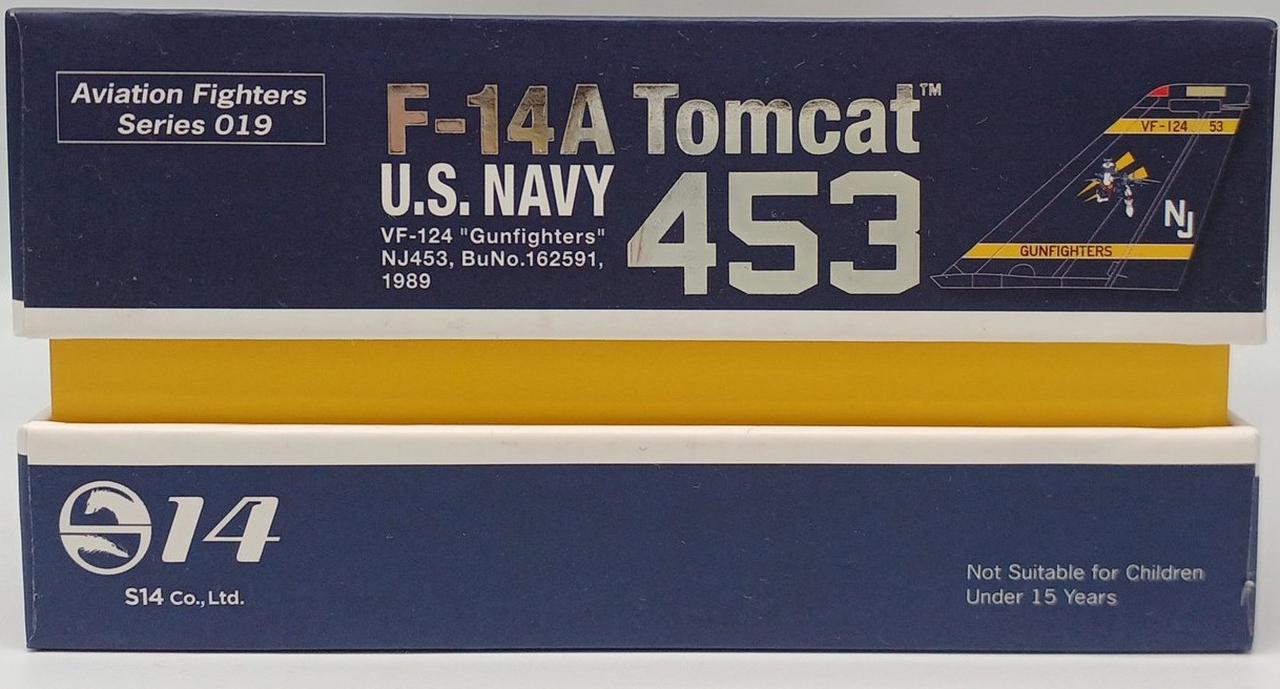 Aviation Fighters
Series 019
F-14A Tomcat™
U.S. NAVY
453
VF-124 "Gunfighters"
NJ453, BuNo.162591,
1989
VF-124 53
NJ
GUNFIGHTERS
S14
S14 Co.,Ltd.
Not Suitable for Children
Under 15 Years